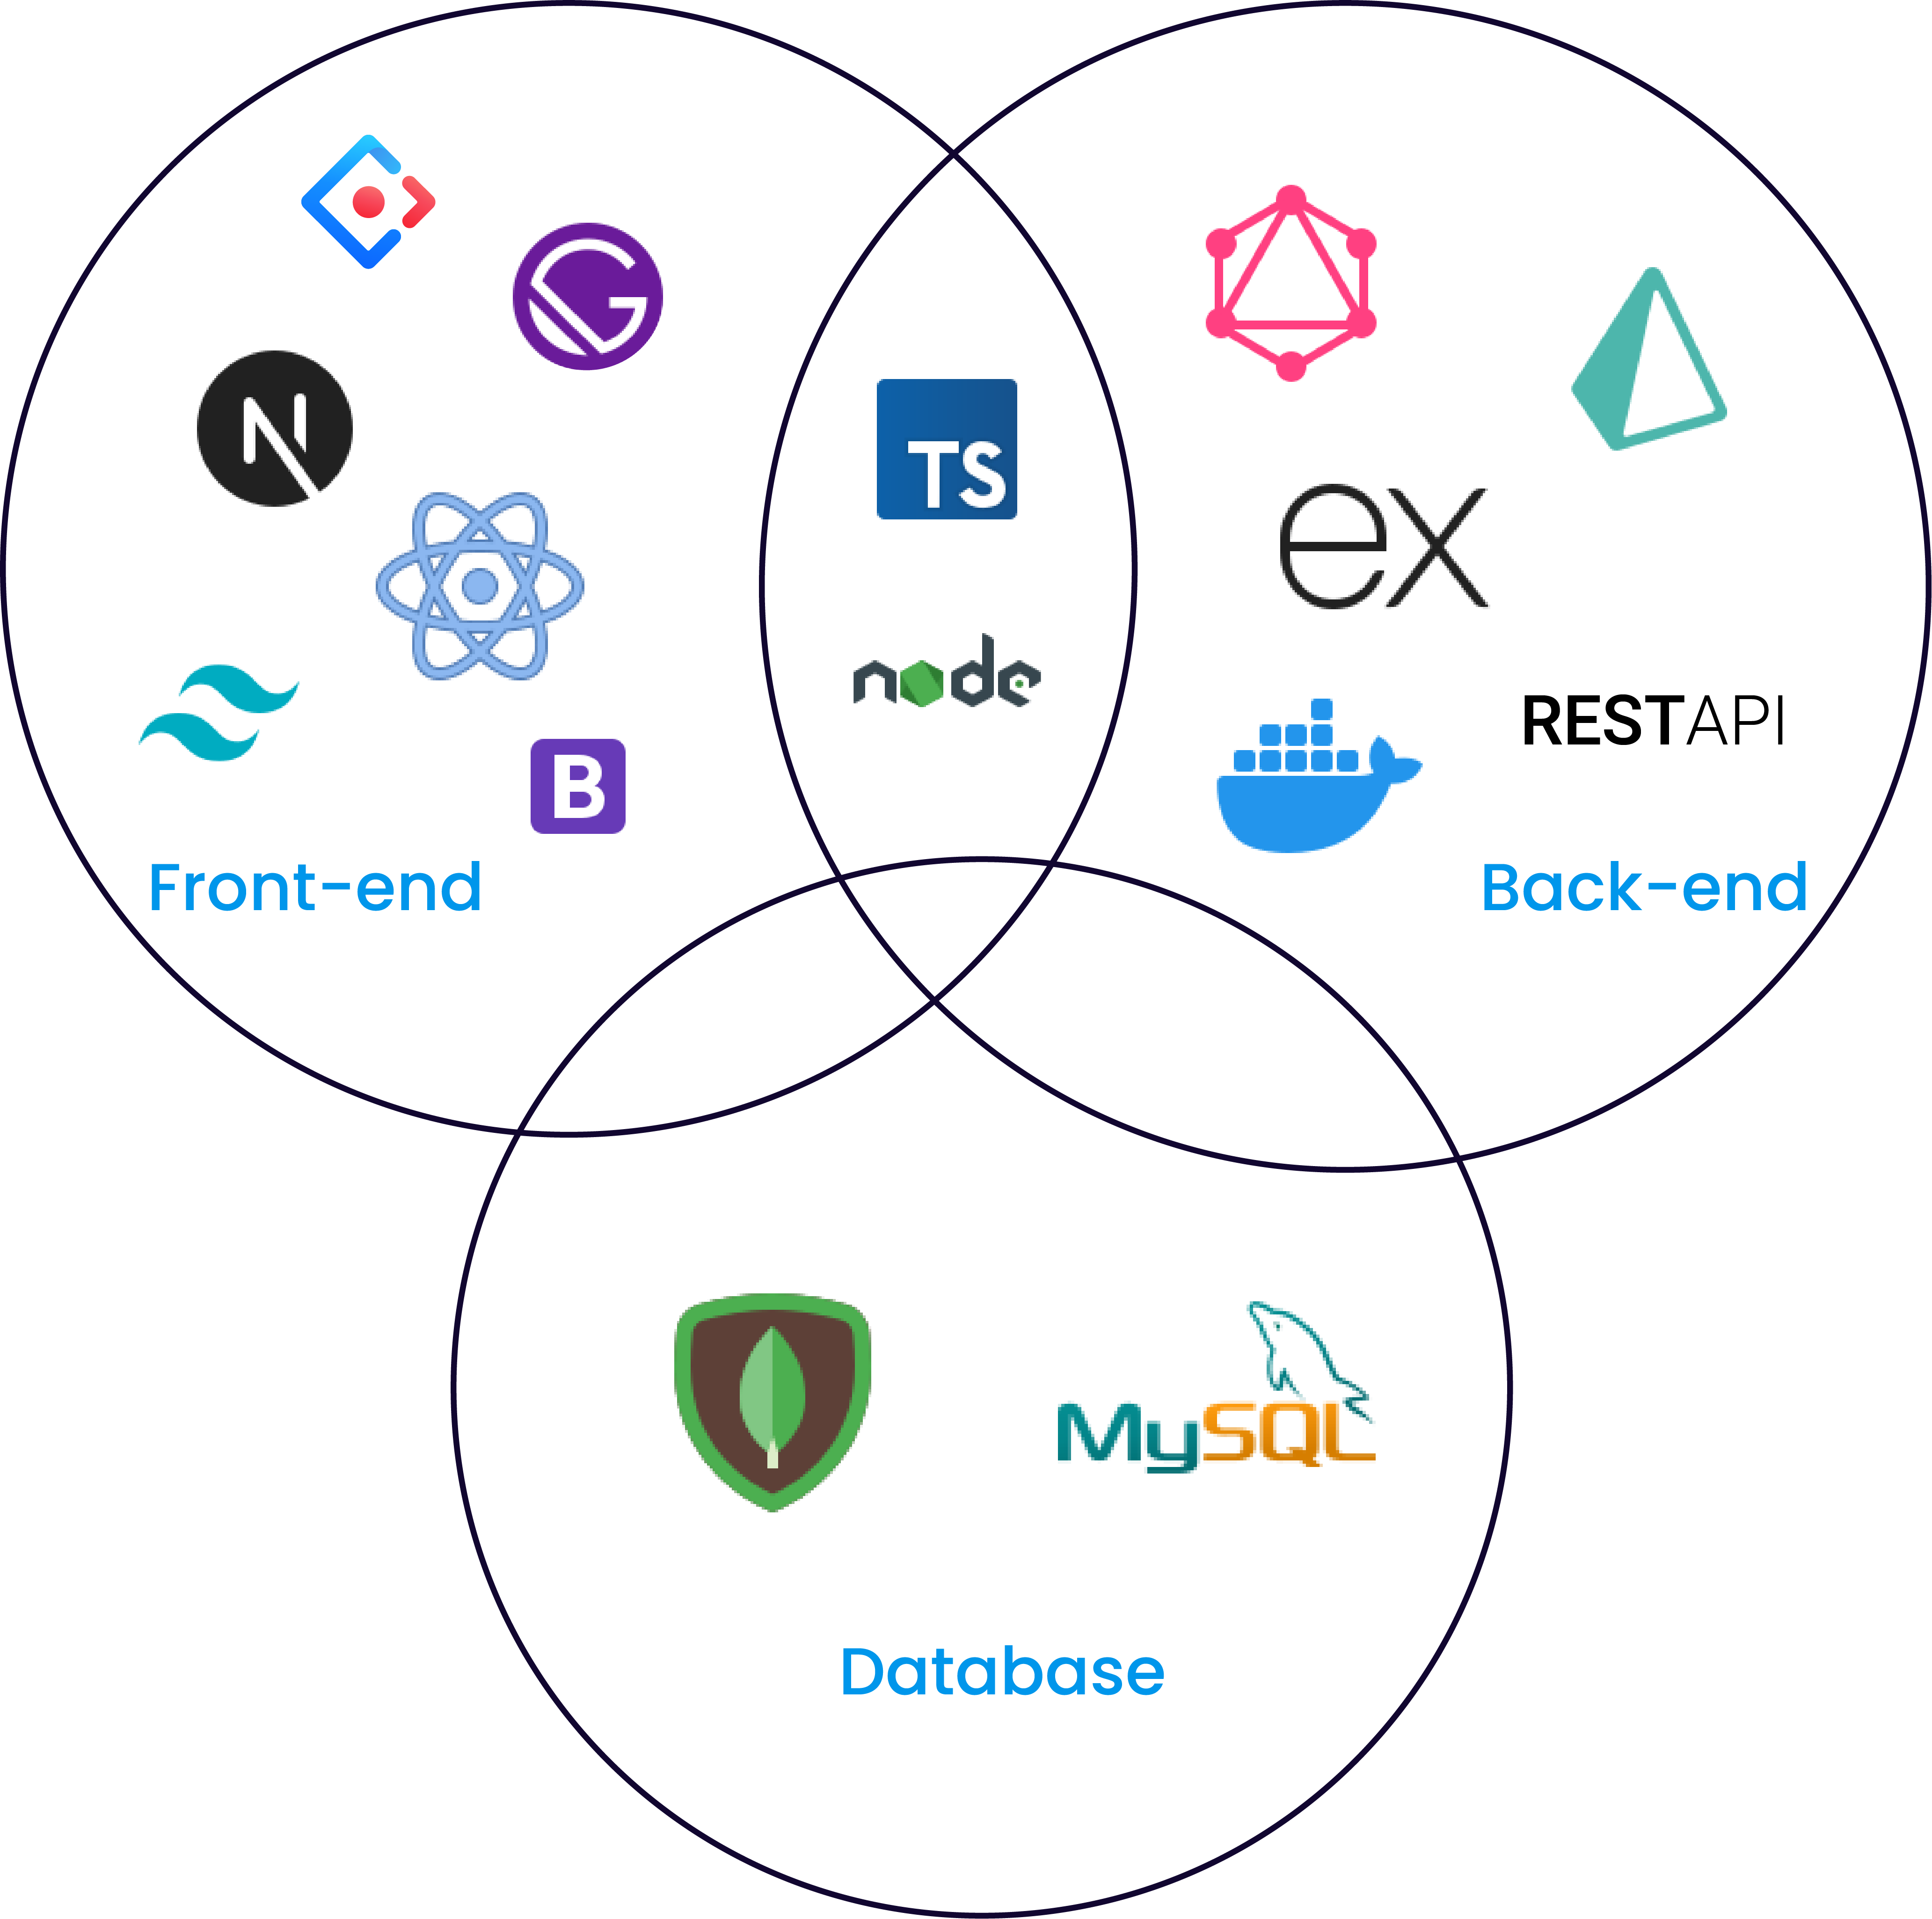 N
G
TS
ex
node
RESTAPI
B
Front-end
Back-end
MySQL
Database